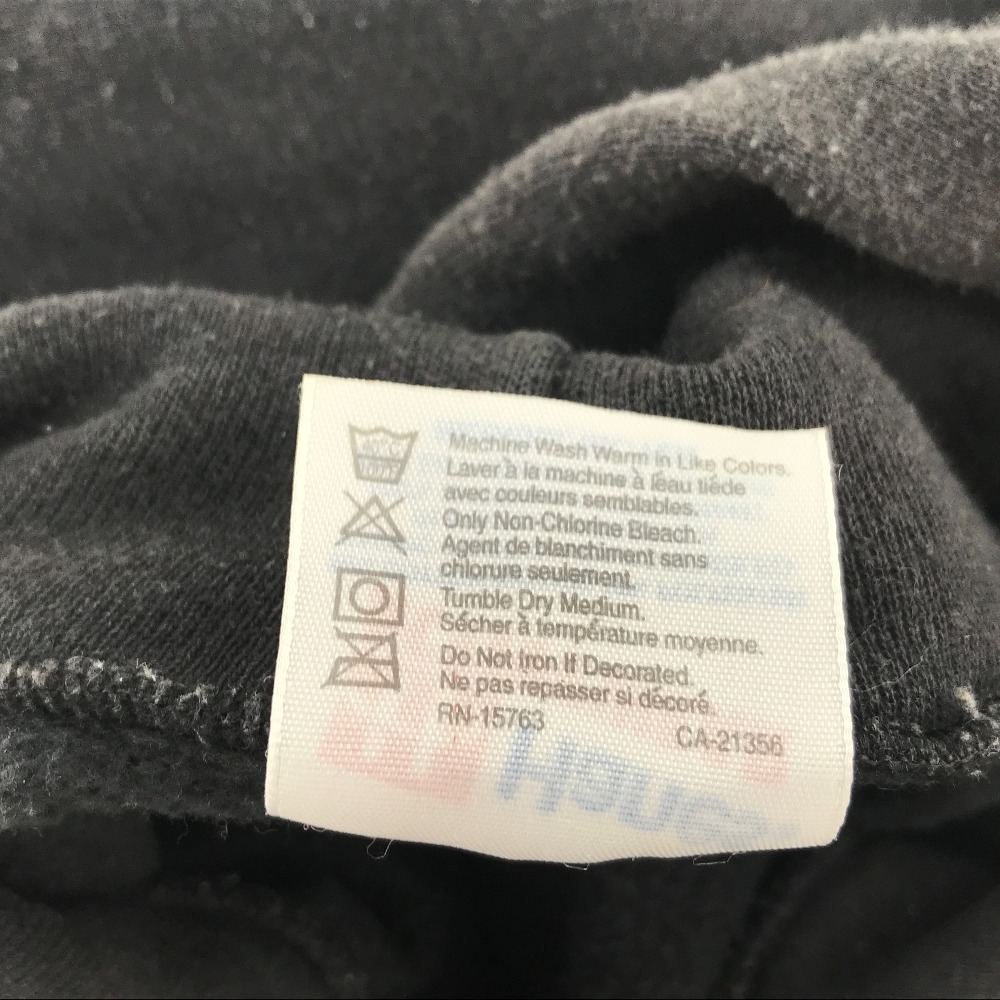 Machine Wash Warm in Like Colors.
Laver à la machine à lèau tiéde
avec couleurs semblables.
Only Non-Chlorine Bleach.
Agent de blanchiment sans
chlorure seulement.
Tumble Dry Medium.
Sécher à température moyenne.
Do Not Iron If Decorated.
Ne pas repasser si décoré.
RN-15763 CA-21356